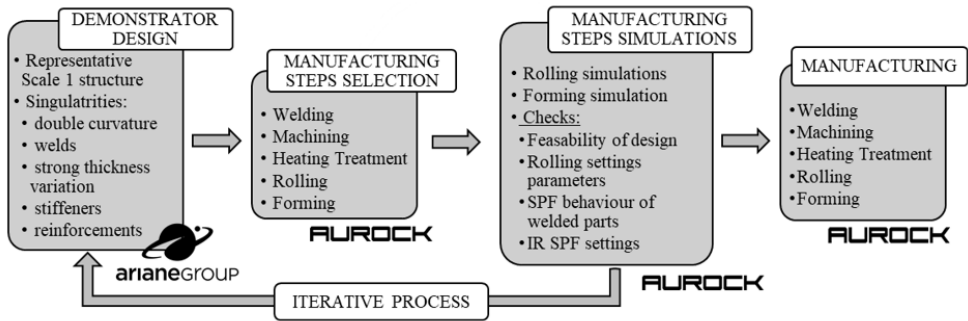 DEMONSTRATOR
DESIGN
• Representative
Scale 1 structure
• Singulatrities:
• double curvature
• welds
• strong thickness
variation
• stiffeners
• reinforcements
arianeGROUP
MANUFACTURING
STEPS SELECTION
• Welding
• Machining
• Heating Treatment
• Rolling
• Forming
AUROCK
MANUFACTURING
STEPS SIMULATIONS
• Rolling simulations
• Forming simulation
• Checks:
• Feasability of design
• Rolling settings
parameters
• SPF behaviour of
welded parts
• IR SPF settings
AUROCK
MANUFACTURING
• Welding
• Machining
• Heating Treatment
• Rolling
• Forming
AUROCK
ITERATIVE PROCESS